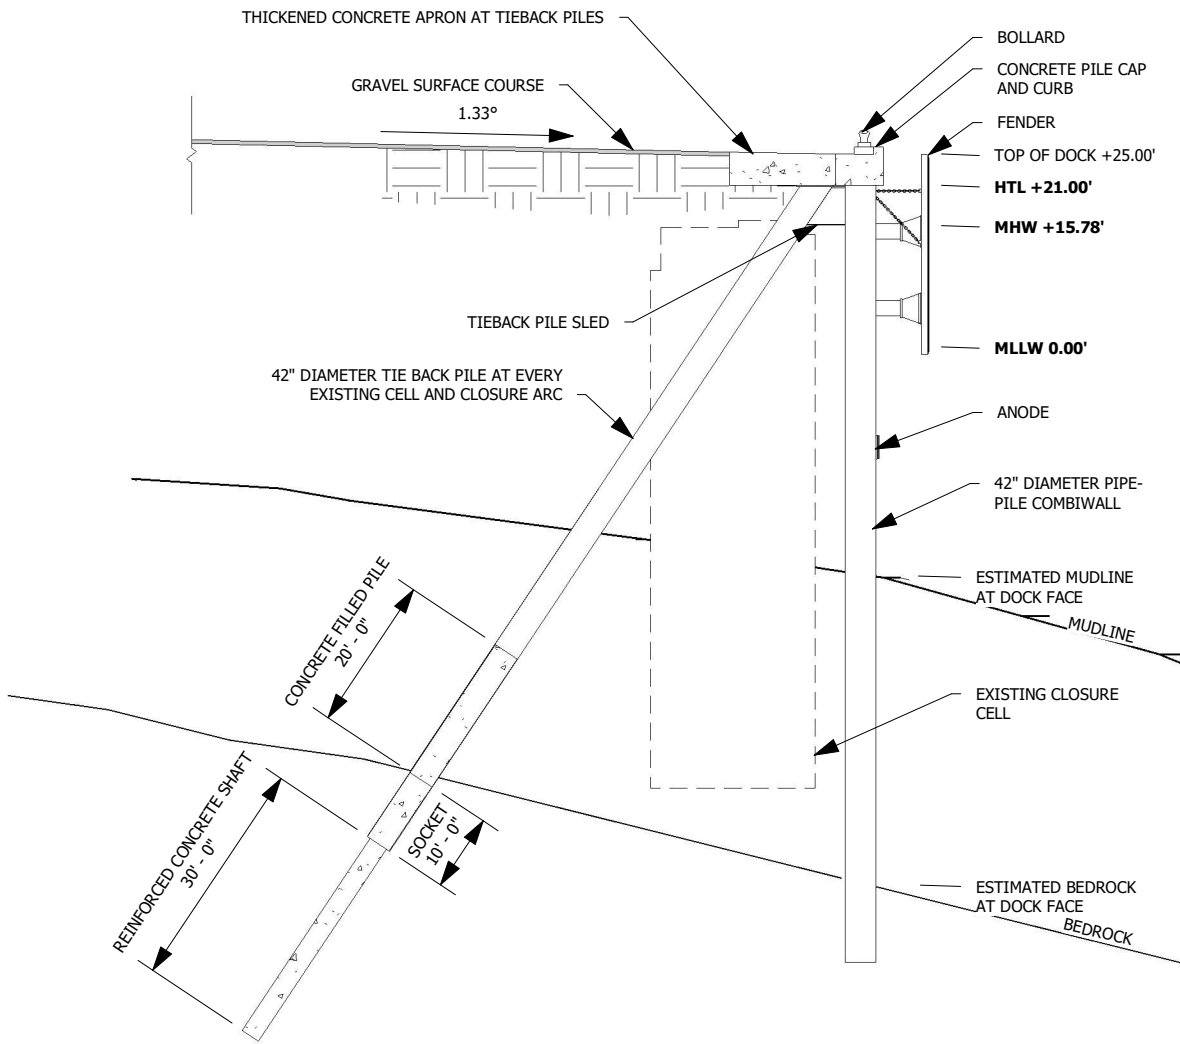 THICKENED CONCRETE APRON AT TIEBACK PILES
BOLLARD
CONCRETE PILE CAP
AND CURB
GRAVEL SURFACE COURSE
1.33°
FENDER
TOP OF DOCK +25.00'
HTL +21.00'
MHW +15.78'
TIEBACK PILE SLED
MLLW 0.00'
42" DIAMETER TIE BACK PILE AT EVERY
EXISTING CELL AND CLOSURE ARC
ANODE
42" DIAMETER PIPE-
PILE COMBIWALL
ESTIMATED MUDLINE
AT DOCK FACE
MUDLINE
CONCRETE FILLED PILE
20' - 0"
EXISTING CLOSURE
CELL
REINFORCED CONCRETE SHAFT
30' - 0"
SOCKET
10' - 0"
ESTIMATED BEDROCK
AT DOCK FACE
BEDROCK